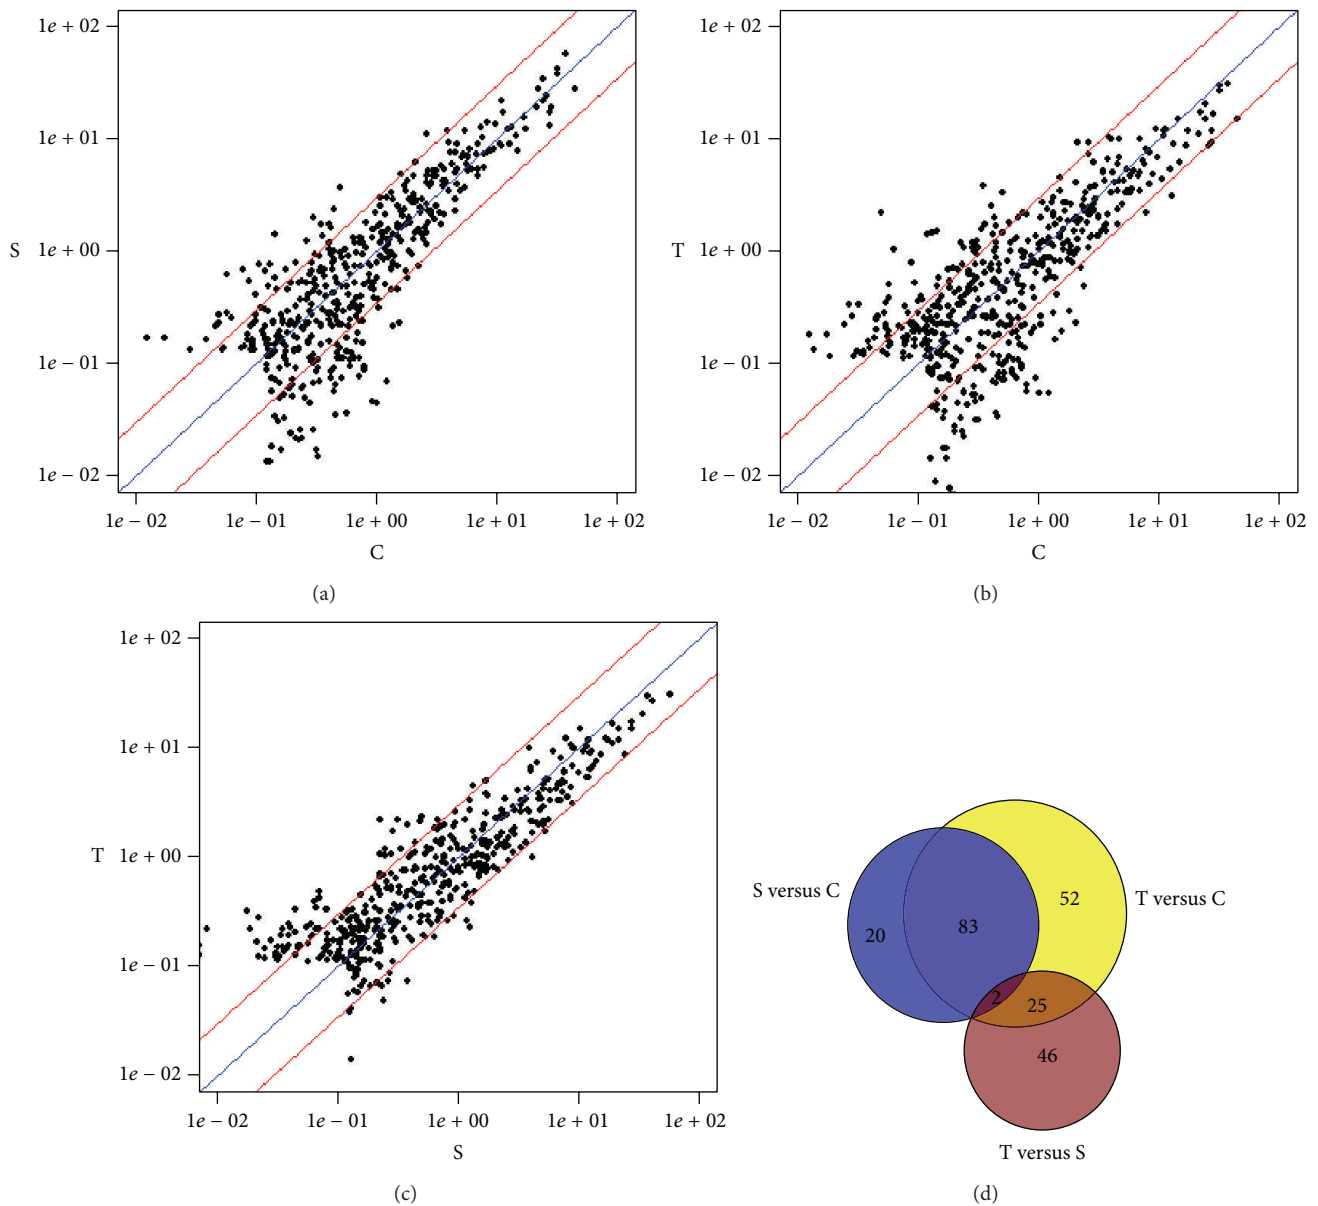 1e + 02
1e + 01
S
1e + 00
1e − 01
1e − 02
1e − 02 1e − 01 1e + 00 1e + 01 1e + 02
C
(a)
1e + 02
1e + 01
T
1e + 00
1e − 01
1e − 02
1e − 02 1e − 01 1e + 00 1e + 01 1e + 02
C
(b)
1e + 02
1e + 01
T
1e + 00
1e − 01
1e − 02
1e − 02 1e − 01 1e + 00 1e + 01 1e + 02
S
(c)
S versus C
52
T versus C
20
83
2
25
46
T versus S
(d)